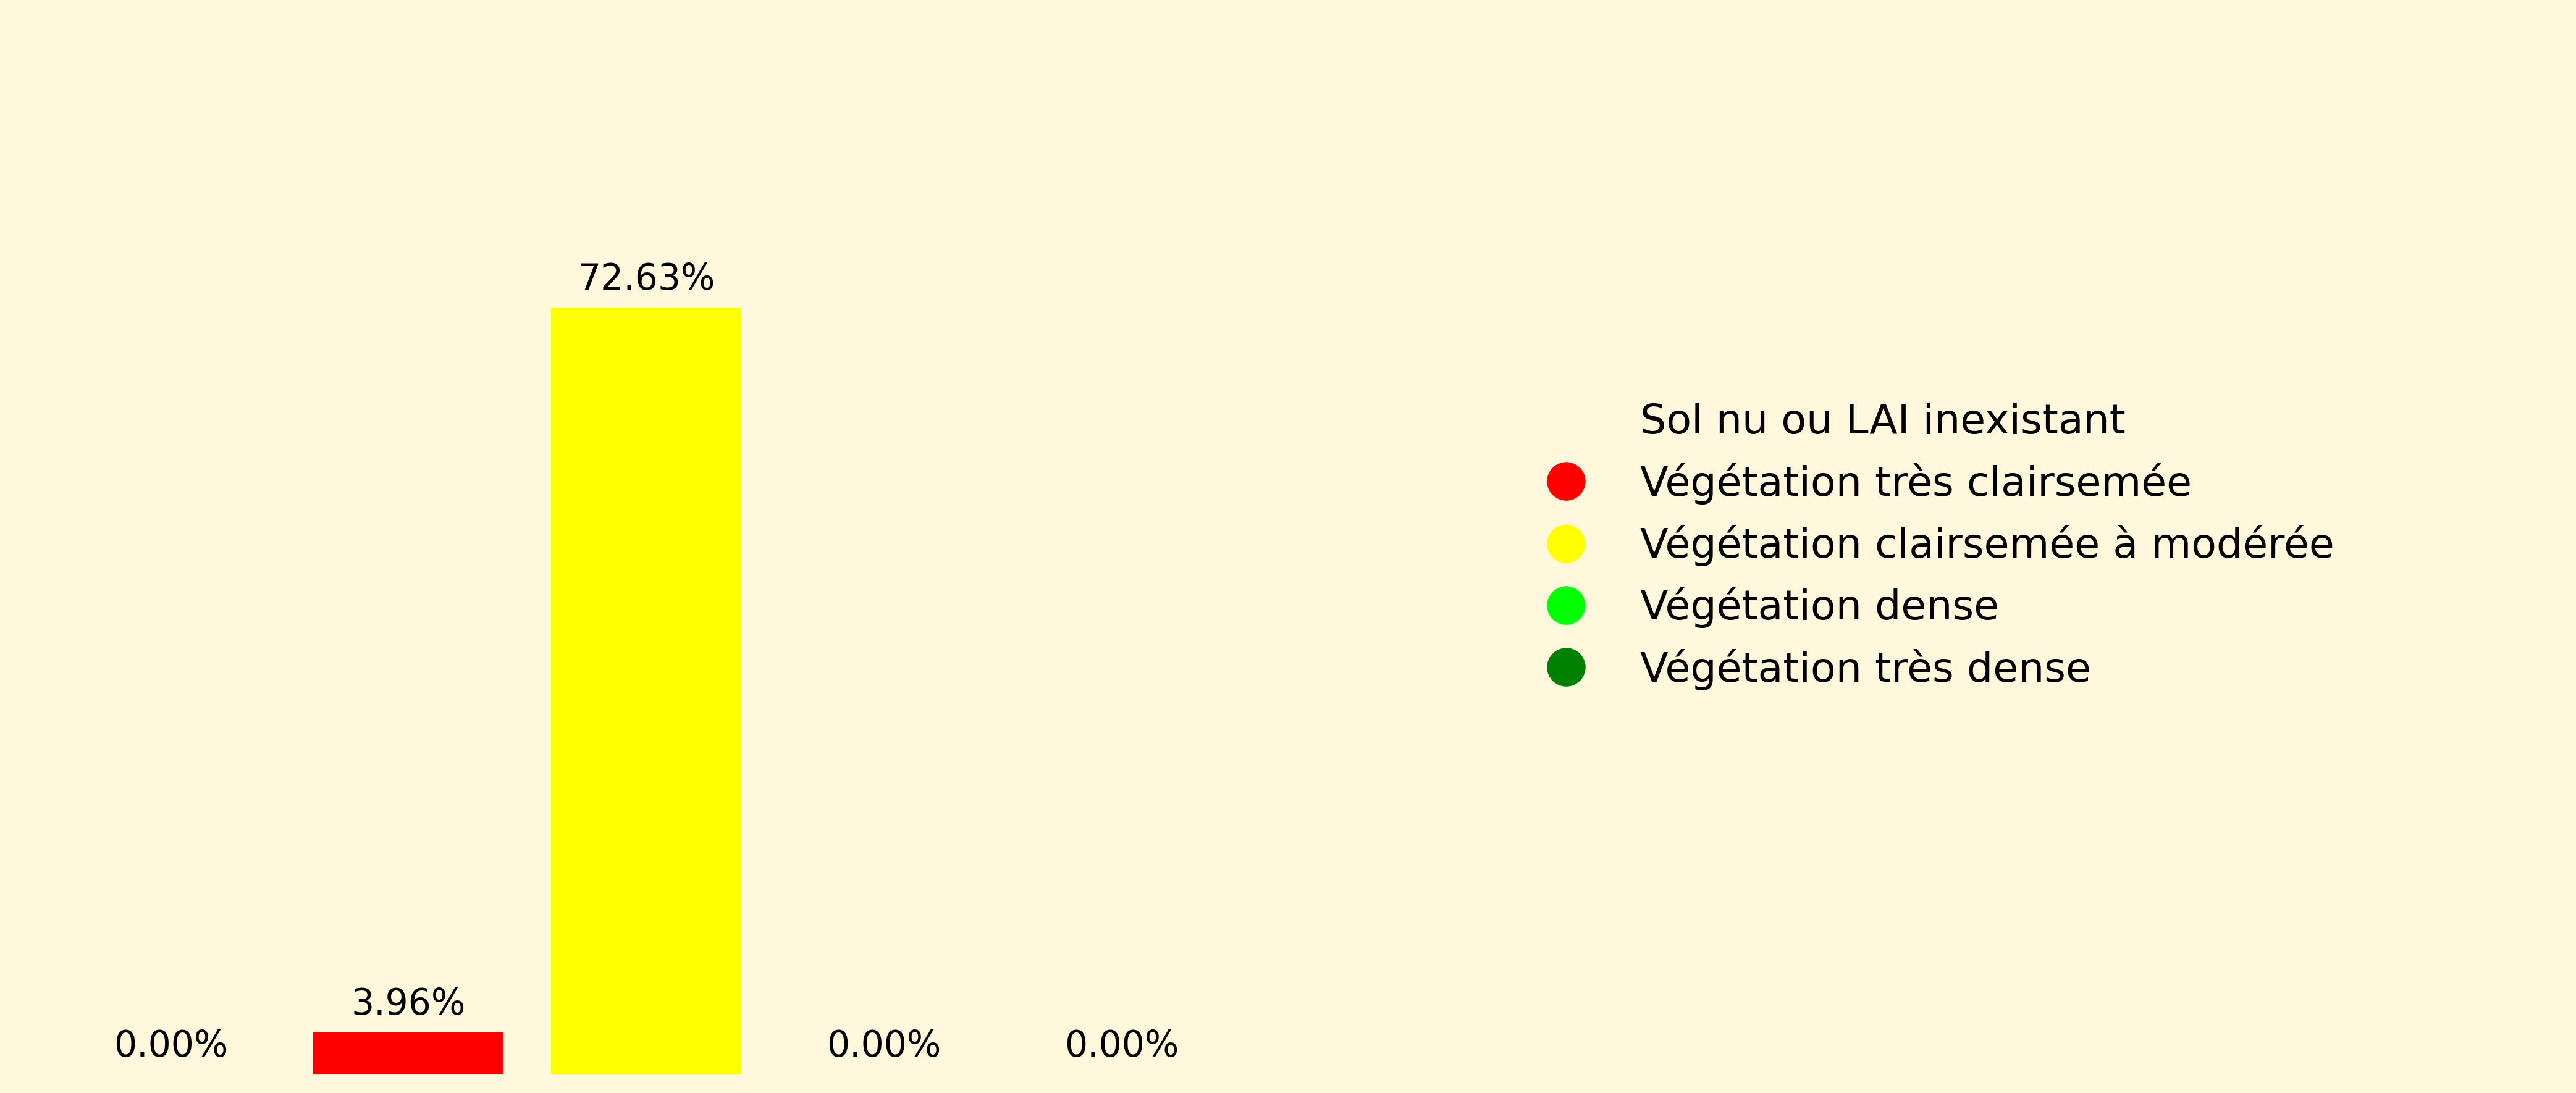 72.63%
3.96%
0.00%
0.00%
0.00%
Sol nu ou LAI inexistant
Végétation très clairsemée
Végétation clairsemée à modérée
Végétation dense
Végétation très dense